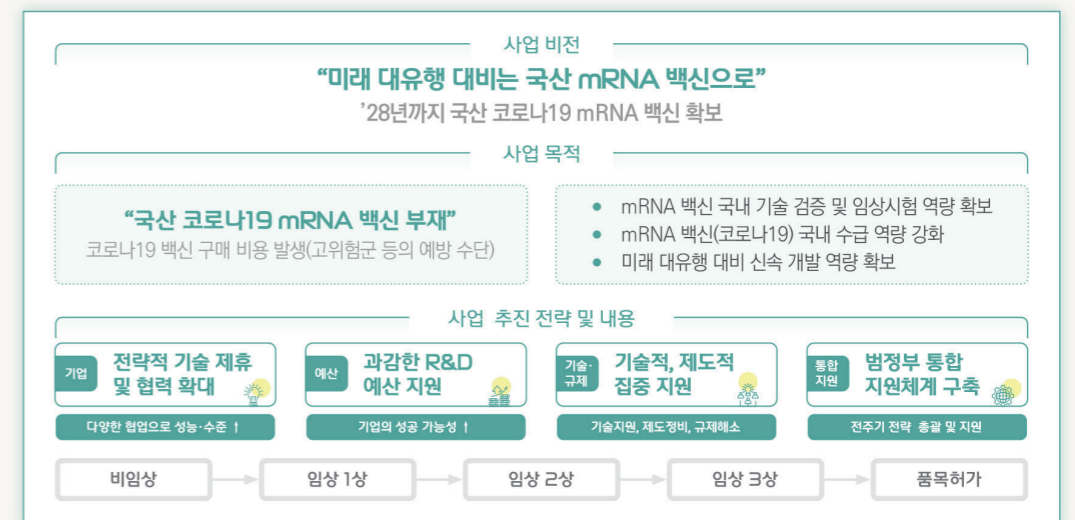 사업 비전
“미래 대유행 대비는 국산 mRNA 백신으로”
’28년까지 국산 코로나19 mRNA 백신 확보
사업 목적
“국산 코로나19 mRNA 백신 부재”
코로나19 백신 구매 비용 발생(고위험군 등의 예방 수단)
• mRNA 백신 국내 기술 검증 및 임상시험 역량 확보
• mRNA 백신(코로나19) 국내 수급 역량 강화
• 미래 대유행 대비 신속 개발 역량 확보
사업 추진 전략 및 내용
기업
전략적 기술 제휴
및 협력 확대
다양한 협업으로 성능·수준 ↑
예산
과감한 R&D
예산 지원
기업의 성공 가능성 ↑
기술·
규제
기술적, 제도적
집중 지원
기술지원, 제도정비, 규제해소
통합
지원
범정부 통합
지원체계 구축
전주기 전략 총괄 및 지원
비임상
임상 1상
임상 2상
임상 3상
품목허가